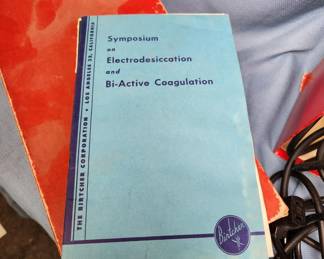 Symposium
on
Electrodesiccation
and
Bi-Active Coagulation
THE BIRTCHER CORPORATION • LOS ANGELES 32, CALIFORNIA
Birtcher